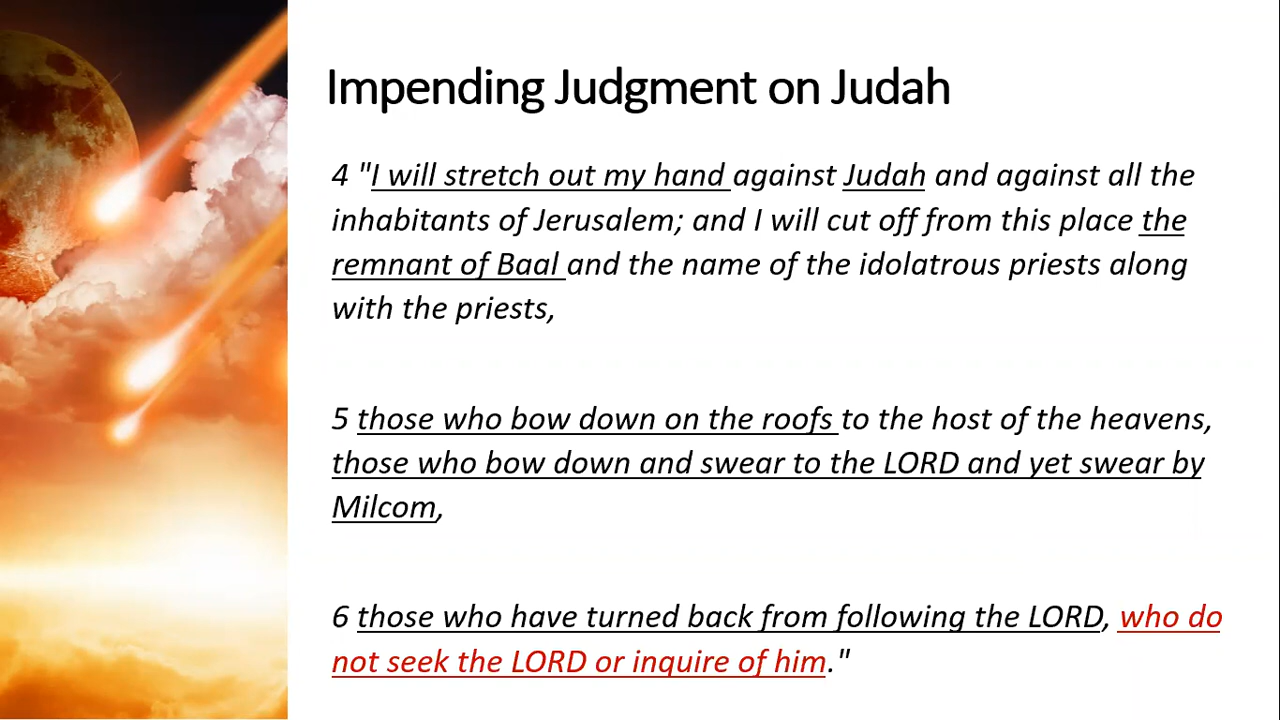 Impending Judgment on Judah
4 "I will stretch out my hand against Judah and against all the
inhabitants of Jerusalem; and I will cut off from this place the
remnant of Baal and the name of the idolatrous priests along
with the priests,
5 those who bow down on the roofs to the host of the heavens,
those who bow down and swear to the LORD and yet swear by
Milcom,
6 those who have turned back from following the LORD, who do
not seek the LORD or inquire of him."